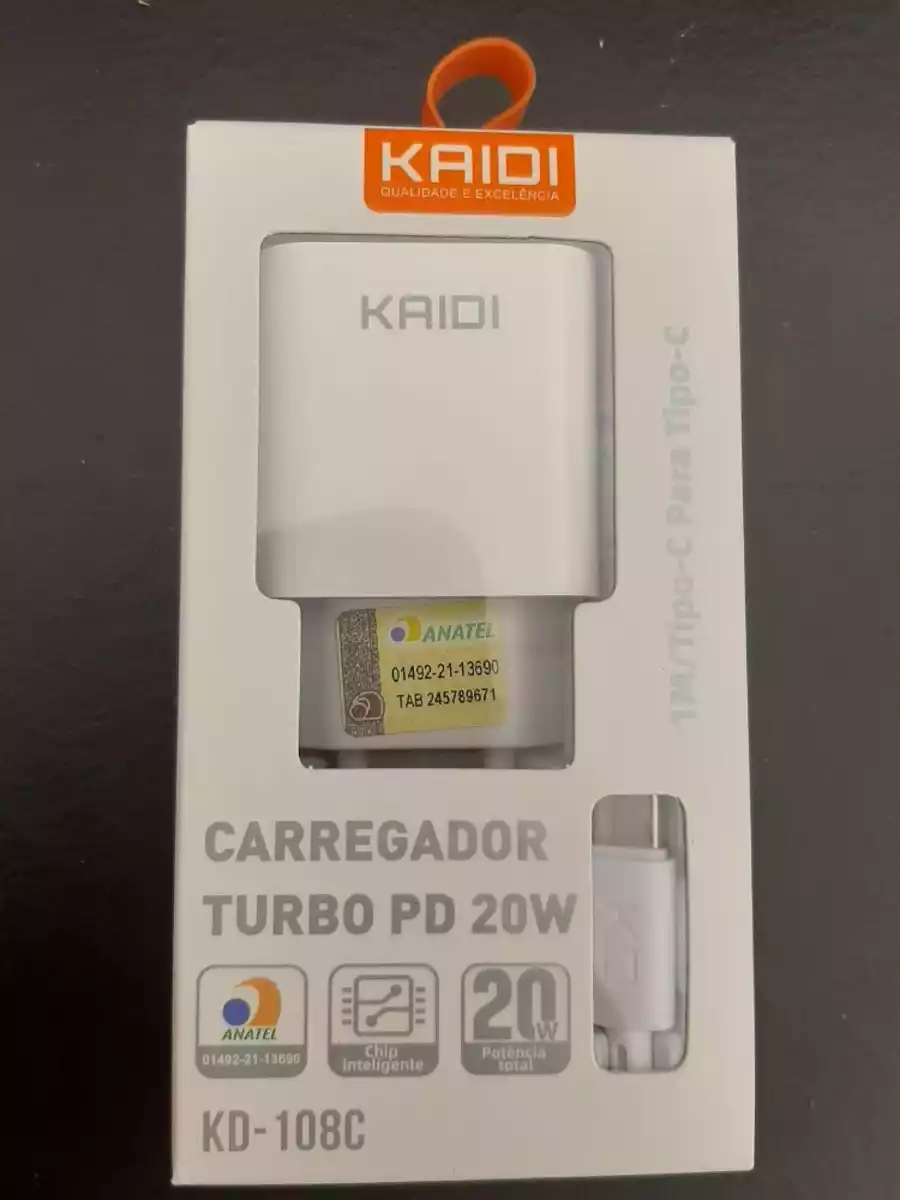 KAIDI
QUALIDADE E EXCELÊNCIA
KAIDI
1M/Tipo-C Para Tipo-C
ANATEL
01492-21-13690
TAB 245789671
CARREGADOR
TURBO PD 20W
ANATEL
01492-21-13690
Chip
Inteligente
20W
Potência
total
KD-108C